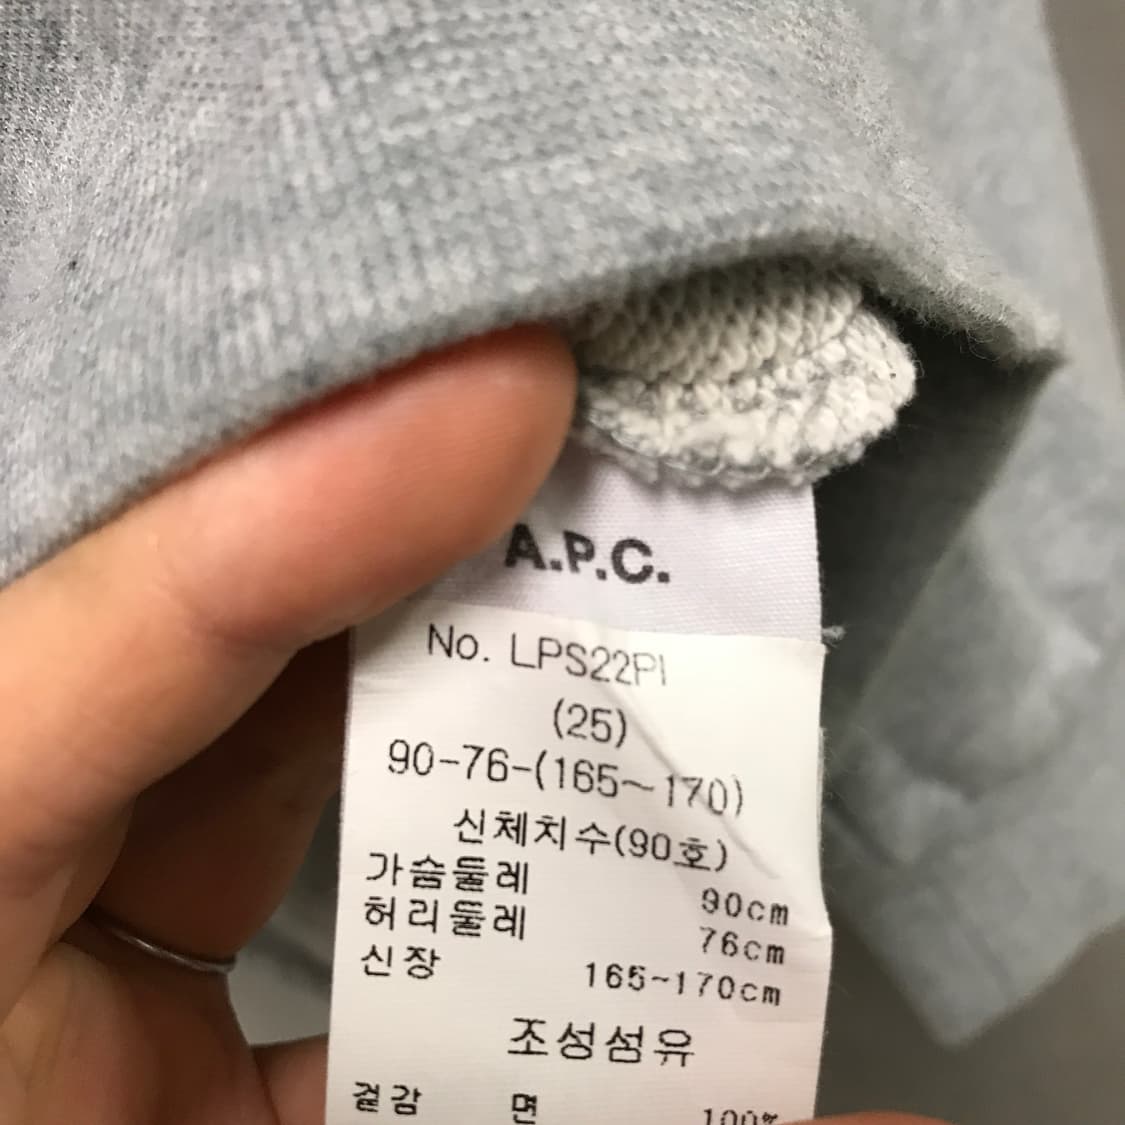 A.P.C.
No. LPS22PI
(25)
90-76-(165~170)
신체치수(90호)
가슴둘레 90cm
허리둘레 76cm
신장 165~170cm
조성섬유
겉감 면 100%